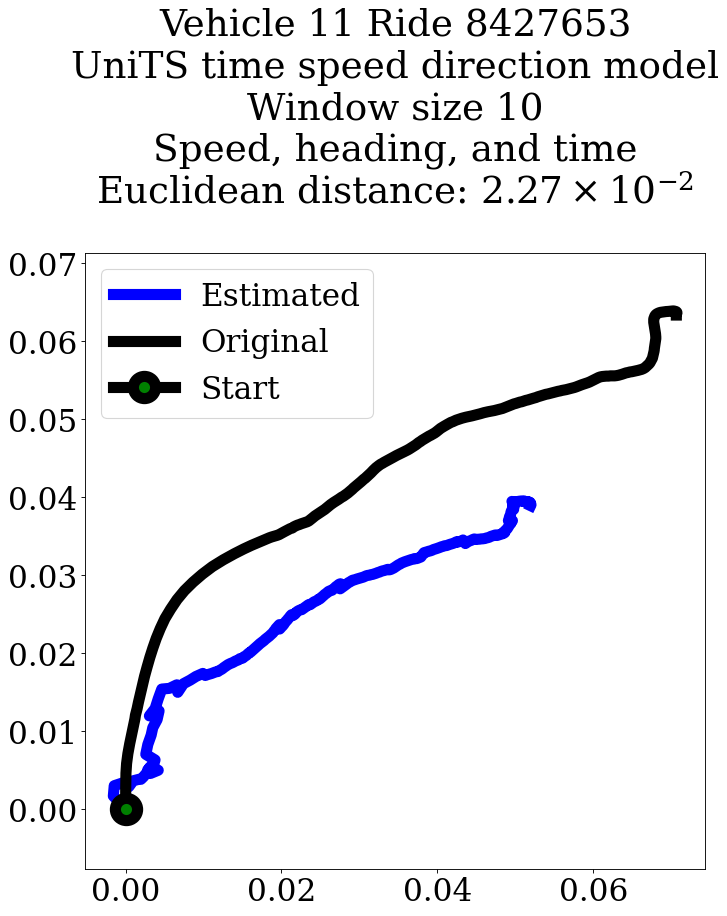 Vehicle 11 Ride 8427653
UniTS time speed direction model
Window size 10
Speed, heading, and time
Euclidean distance: 2.27 × 10⁻²
0.07
0.06
0.05
0.04
0.03
0.02
0.01
0.00
Estimated
Original
Start
0.00 0.02 0.04 0.06